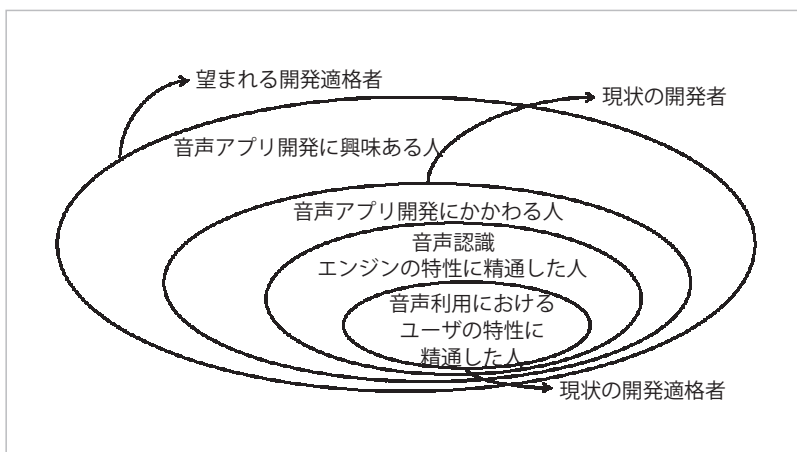 望まれる開発適格者
現状の開発者
音声アプリ開発に興味ある人
音声アプリ開発にかかわる人
音声認識
エンジンの特性に精通した人
音声利用における
ユーザの特性に
精通した人
現状の開発適格者